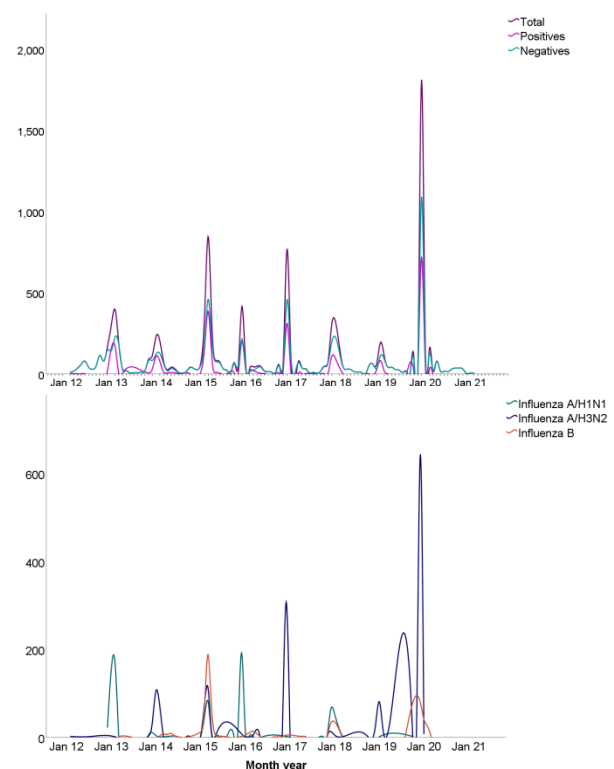 Total
Positives
Negatives
2,000
1,500
1,000
500
0
Jan 12 Jan 13 Jan 14 Jan 15 Jan 16 Jan 17 Jan 18 Jan 19 Jan 20 Jan 21
Influenza A/H1N1
Influenza A/H3N2
Influenza B
600
400
200
0
Jan 12 Jan 13 Jan 14 Jan 15 Jan 16 Jan 17 Jan 18 Jan 19 Jan 20 Jan 21
Month year